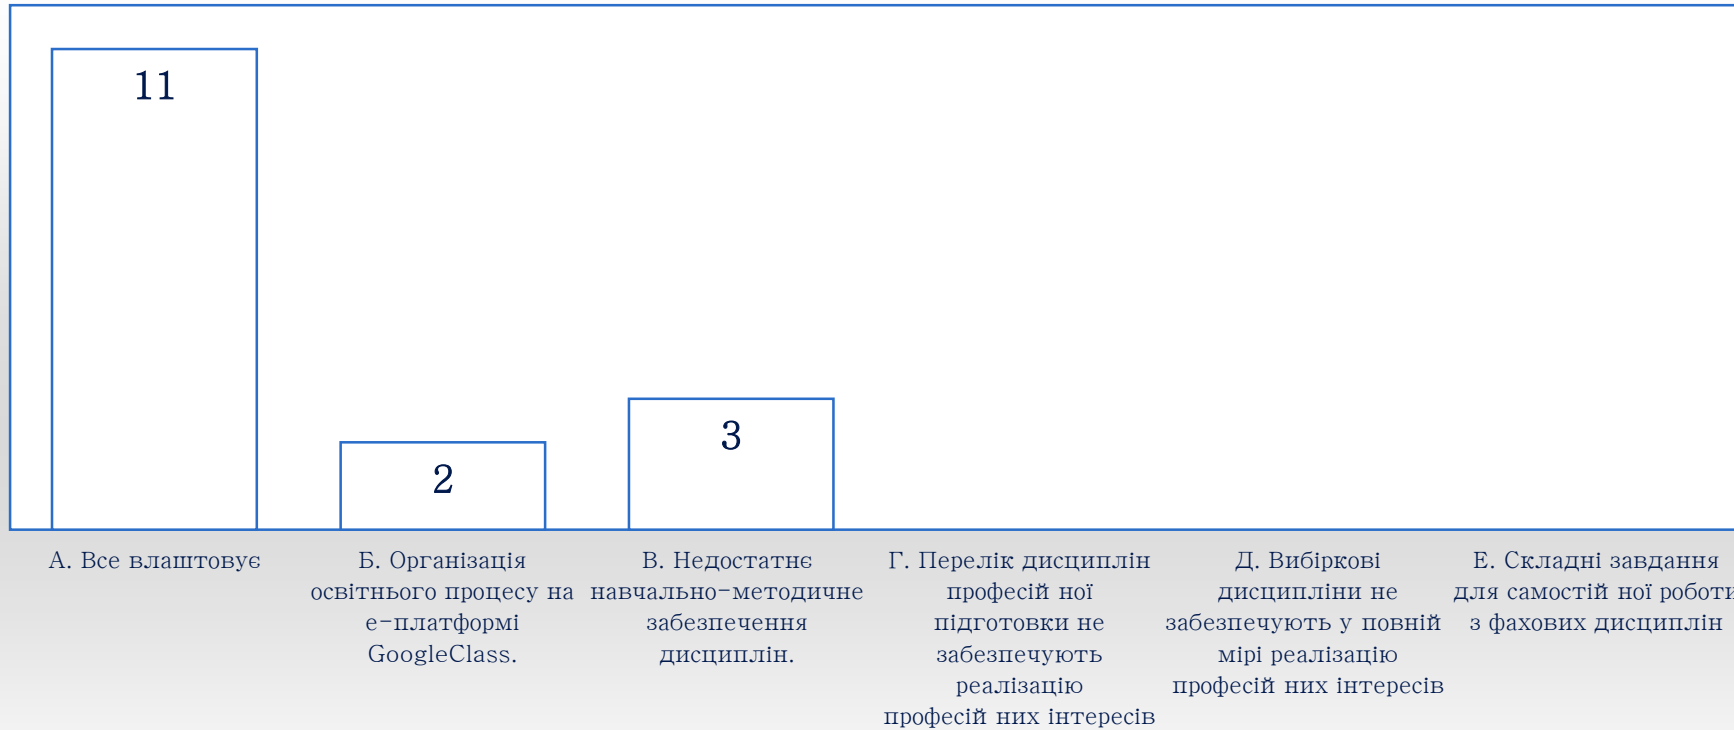 11
2
3
А. Все влаштовує
Б. Організація
освітнього процесу на
е-платформі
GoogleClass.
В. Недостатнє
навчально-методичне
забезпечення
дисциплін.
Г. Перелік дисциплін
професій ної
підготовки не
забезпечують
реалізацію
професій них інтересів
Д. Вибіркові
дисципліни не
забезпечують у повній
мірі реалізацію
професій них інтересів
Е. Складні завдання
для самостій ної роботи
з фахових дисциплін